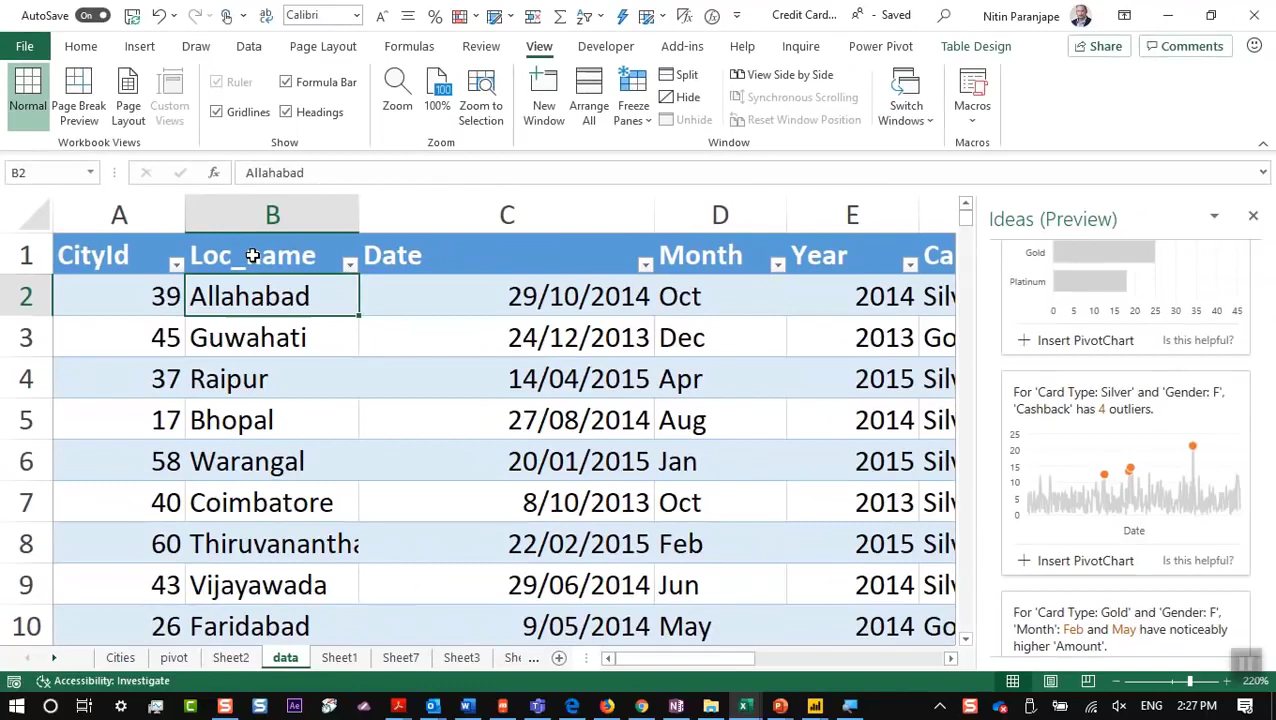 AutoSave On Calibri Credit Card... - Saved Nitin Paranjape
File Home Insert Draw Data Page Layout Formulas Review View Developer Add-ins Help Inquire Power Pivot Table Design Share Comments
Normal
Page Break
Preview
Page
Layout
Custom
Views
Ruler Formula Bar
Gridlines Headings
Zoom
100
100%
Zoom to
Selection
New
Window
Arrange
All
Freeze
Panes
Split
Hide
Unhide
View Side by Side
Synchronous Scrolling
Reset Window Position
Switch
Windows
Macros
Workbook Views Show Zoom Window Macros
B2 fx Allahabad
A B C D E
1 CityId Loc_name Date Month Year Ca
2 39 Allahabad 29/10/2014 Oct 2014 Silv
3 45 Guwahati 24/12/2013 Dec 2013 Go
4 37 Raipur 14/04/2015 Apr 2015 Silv
5 17 Bhopal 27/08/2014 Aug 2014 Silv
6 58 Warangal 20/01/2015 Jan 2015 Silv
7 40 Coimbatore 8/10/2013 Oct 2013 Silv
8 60 Thiruvanantha 22/02/2015 Feb 2015 Silv
9 43 Vijayawada 29/06/2014 Jun 2014 Silv
10 26 Faridabad 9/05/2014 May 2014 Go
Ideas (Preview)
Gold
Platinum
0 5 10 15 20 25 30 35 40 45
Insert PivotChart Is this helpful?
For 'Card Type: Silver' and 'Gender: F',
'Cashback' has 4 outliers.
25
20
15
10
5
0
Date
Insert PivotChart Is this helpful?
For 'Card Type: Gold' and 'Gender: F',
'Month': Feb and May have noticeably
higher 'Amount'.
Cities pivot Sheet2 data Sheet1 Sheet7 Sheet3 She ...
Accessibility: Investigate 220%
ENG 2:27 PM